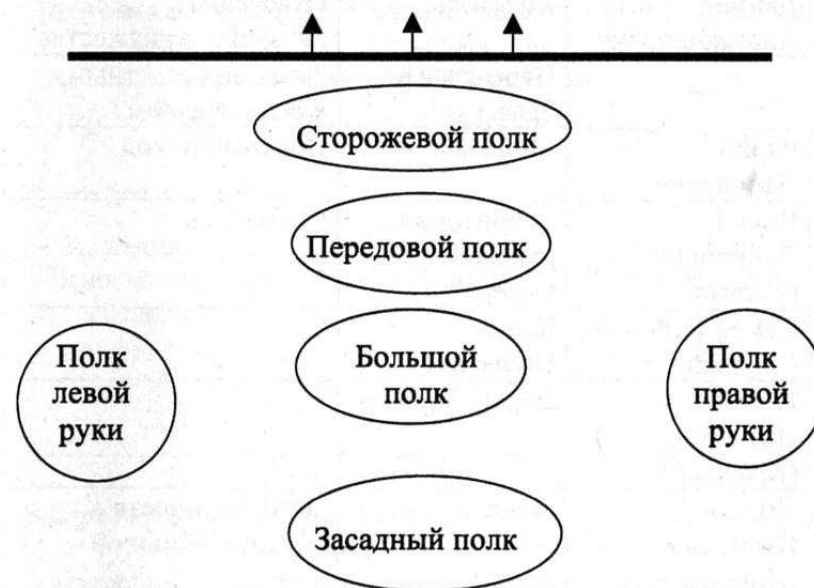 Сторожевой полк
Передовой полк
Полк
левой
руки
Большой
полк
Полк
правой
руки
Засадный полк